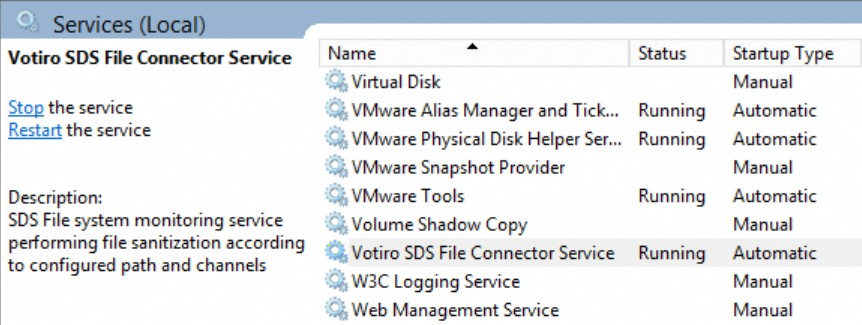 Services (Local)
Votiro SDS File Connector Service
Stop the service
Restart the service
Description:
SDS File system monitoring service
performing file sanitization according
to configured path and channels
Name Status Startup Type
Virtual Disk Manual
VMware Alias Manager and Tick... Running Automatic
VMware Physical Disk Helper Ser... Running Automatic
VMware Snapshot Provider Manual
VMware Tools Running Automatic
Volume Shadow Copy Manual
Votiro SDS File Connector Service Running Automatic
W3C Logging Service Manual
Web Management Service Manual